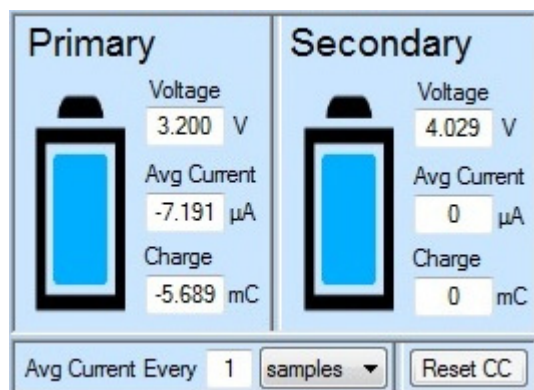 Primary
Voltage
3.200 V
Avg Current
-7.191 µA
Charge
-5.689 mC
Secondary
Voltage
4.029 V
Avg Current
0 µA
Charge
0 mC
Avg Current Every 1 samples
Reset CC